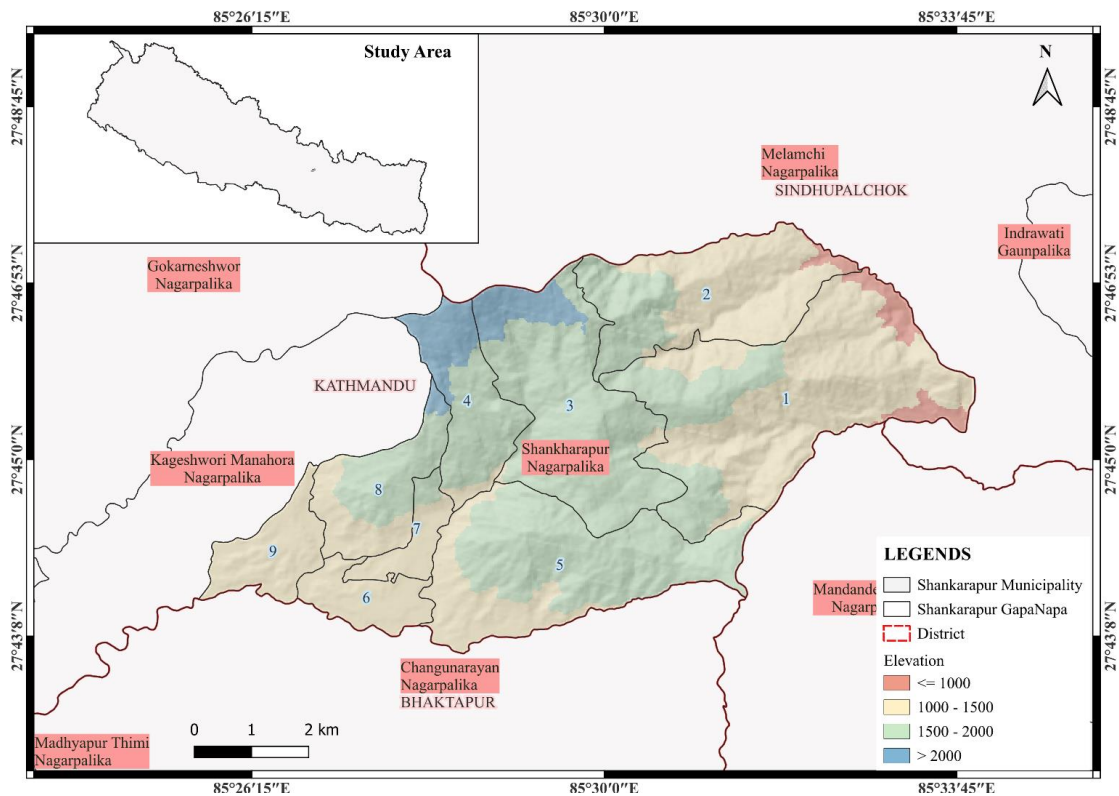 85°26′15″E 85°30′0″E 85°33′45″E
Study Area
N
27°48′45″N 27°48′45″N
Melamchi
Nagarpalika
SINDHUPALCHOK
Indrawati
Gaunpalika
Gokarneshwor
Nagarpalika
27°46′53″N 27°46′53″N
2
KATHMANDU
4
3
1
Shankharapur
Nagarpalika
27°45′0″N 27°45′0″N
Kageshwori Manahora
Nagarpalika
8
7
9
5
6
LEGENDS
Shankarapur Municipality
Shankarapur GapaNapa
District
Elevation
<= 1000
1000 - 1500
1500 - 2000
> 2000
Mandande
Nagarp
27°43′8″N 27°43′8″N
Changunarayan
Nagarpalika
BHAKTAPUR
0 1 2 km
Madhyapur Thimi
Nagarpalika
85°26′15″E 85°30′0″E 85°33′45″E